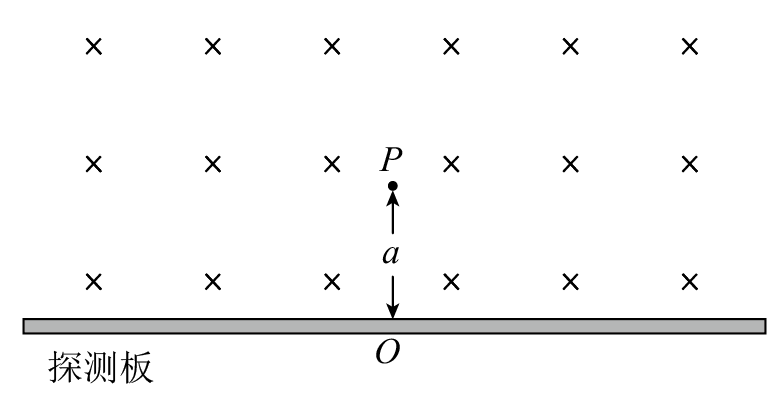 × × × × × ×
× × × P × × ×
a
× × × × × ×
O
探测板